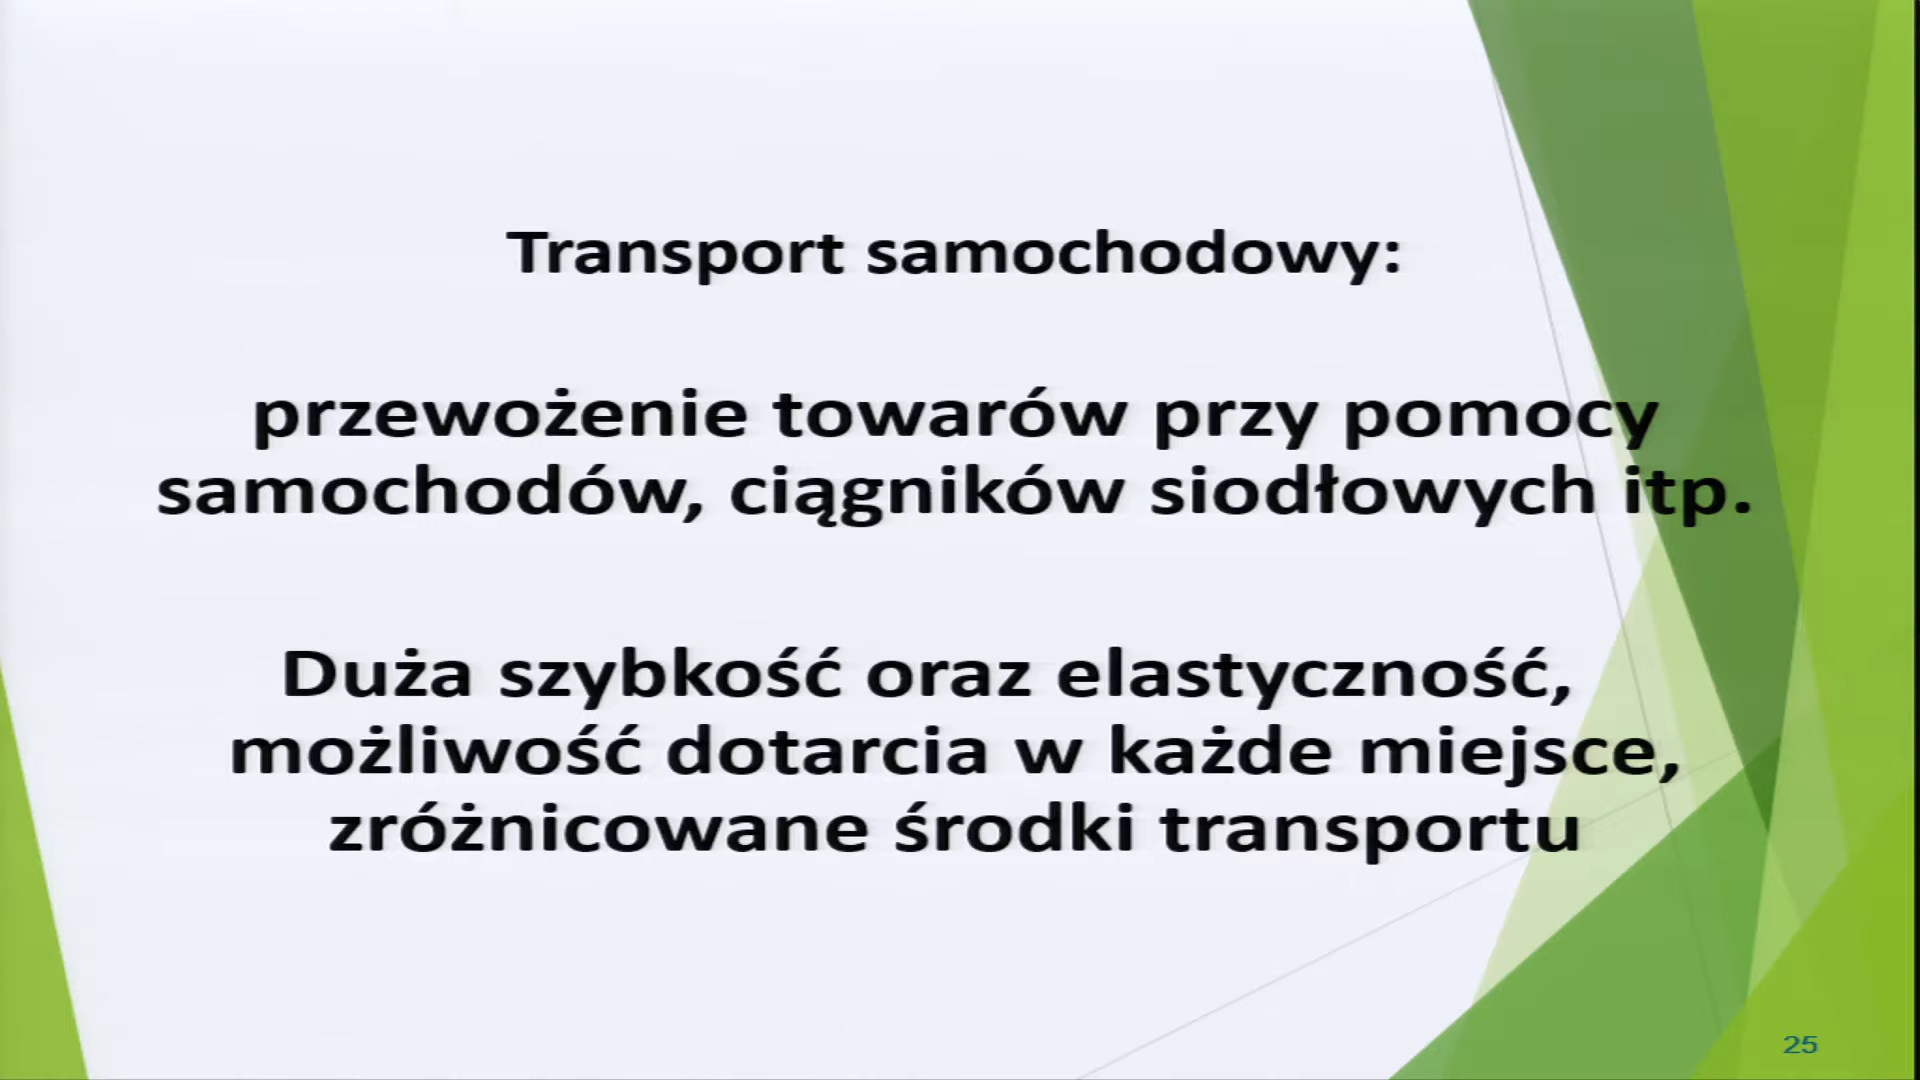 Transport samochodowy:
przewożenie towarów przy pomocy
samochodów, ciągników siodłowych itp.
Duża szybkość oraz elastyczność,
możliwość dotarcia w każde miejsce,
zróżnicowane środki transportu
25